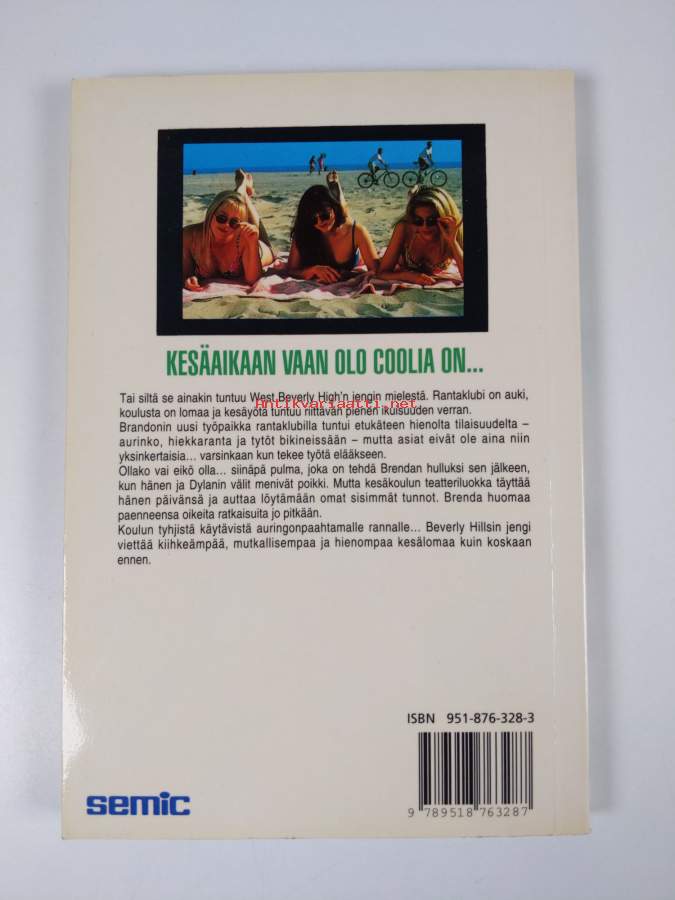 KESÄAIKAAN VAAN OLO COOLIA ON...
Tai siltä se ainakin tuntuu West Beverly High'n jengin mielestä. Rantaklubi on auki,
Antikvariaatti.net
koulusta on lomaa ja kesäyötä tuntuu riittävän pienen ikuisuuden verran.
Brandonin uusi työpaikka rantaklubilla tuntui etukäteen hienolta tilaisuudelta –
aurinko, hiekkaranta ja tytöt bikineissään – mutta asiat eivät ole aina niin
yksinkertaisia... varsinkaan kun tekee työtä elääkseen.
Ollako vai eikö olla... siinäpä pulma, joka on tehdä Brendan hulluksi sen jälkeen,
kun hänen ja Dylanin välit menivät poikki. Mutta kesäkoulun teatteriluokka täyttää
hänen päivänsä ja auttaa löytämään omat sisimmät tunnot. Brenda huomaa
paenneensa oikeita ratkaisuita jo pitkään.
Koulun tyhjistä käytävistä auringonpaahtamalle rannalle... Beverly Hillsin jengi
viettää kiihkeämpää, mutkallisempaa ja hienompaa kesälomaa kuin koskaan
ennen.
ISBN 951-876-328-3
semic
9 789518 763287